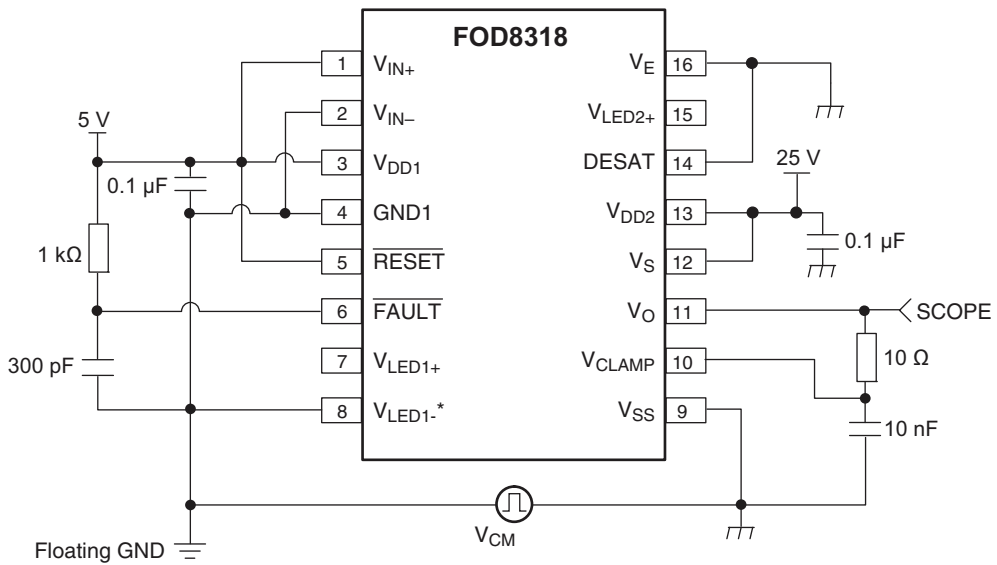 FOD8318
1 V_IN+
2 V_IN–
3 V_DD1
4 GND1
5 RESET
6 FAULT
7 V_LED1+
8 V_LED1-*
V_E 16
V_LED2+ 15
DESAT 14
V_DD2 13
V_S 12
V_O 11
V_CLAMP 10
V_SS 9
5 V
0.1 µF
1 kΩ
300 pF
Floating GND
V_CM
25 V
0.1 µF
SCOPE
10 Ω
10 nF